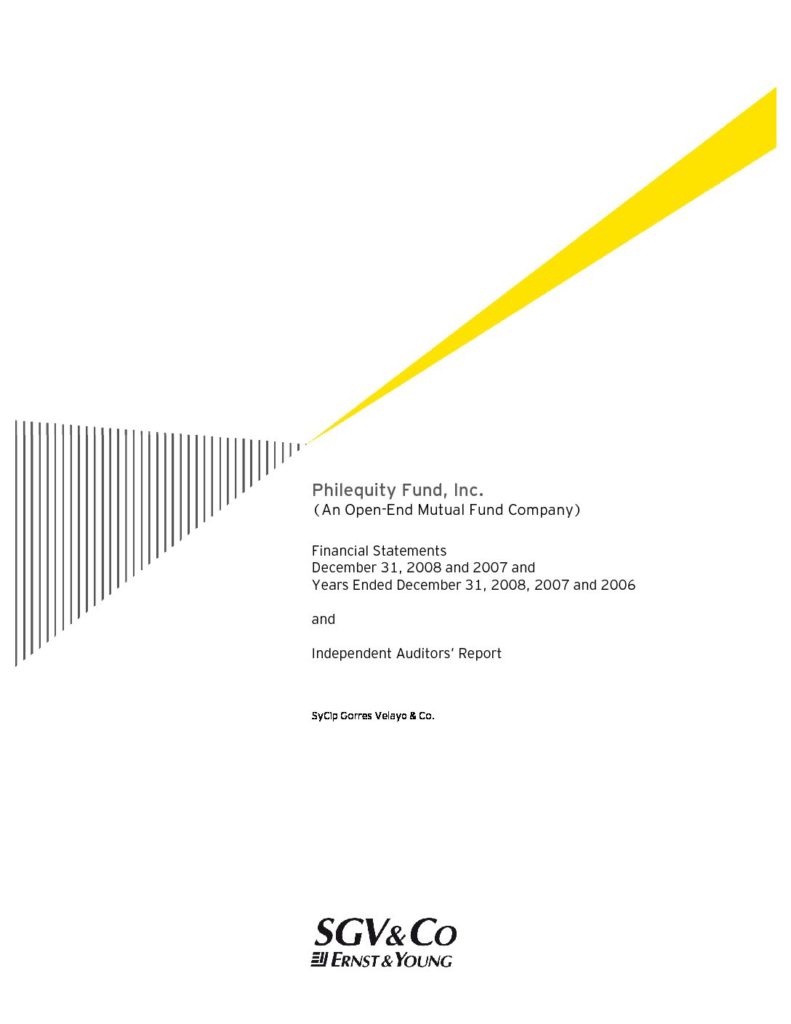 Philequity Fund, Inc.
(An Open-End Mutual Fund Company)
Financial Statements
December 31, 2008 and 2007 and
Years Ended December 31, 2008, 2007 and 2006
and
Independent Auditors’ Report
SyCip Gorres Velayo & Co.
SGV & Co
ERNST & YOUNG